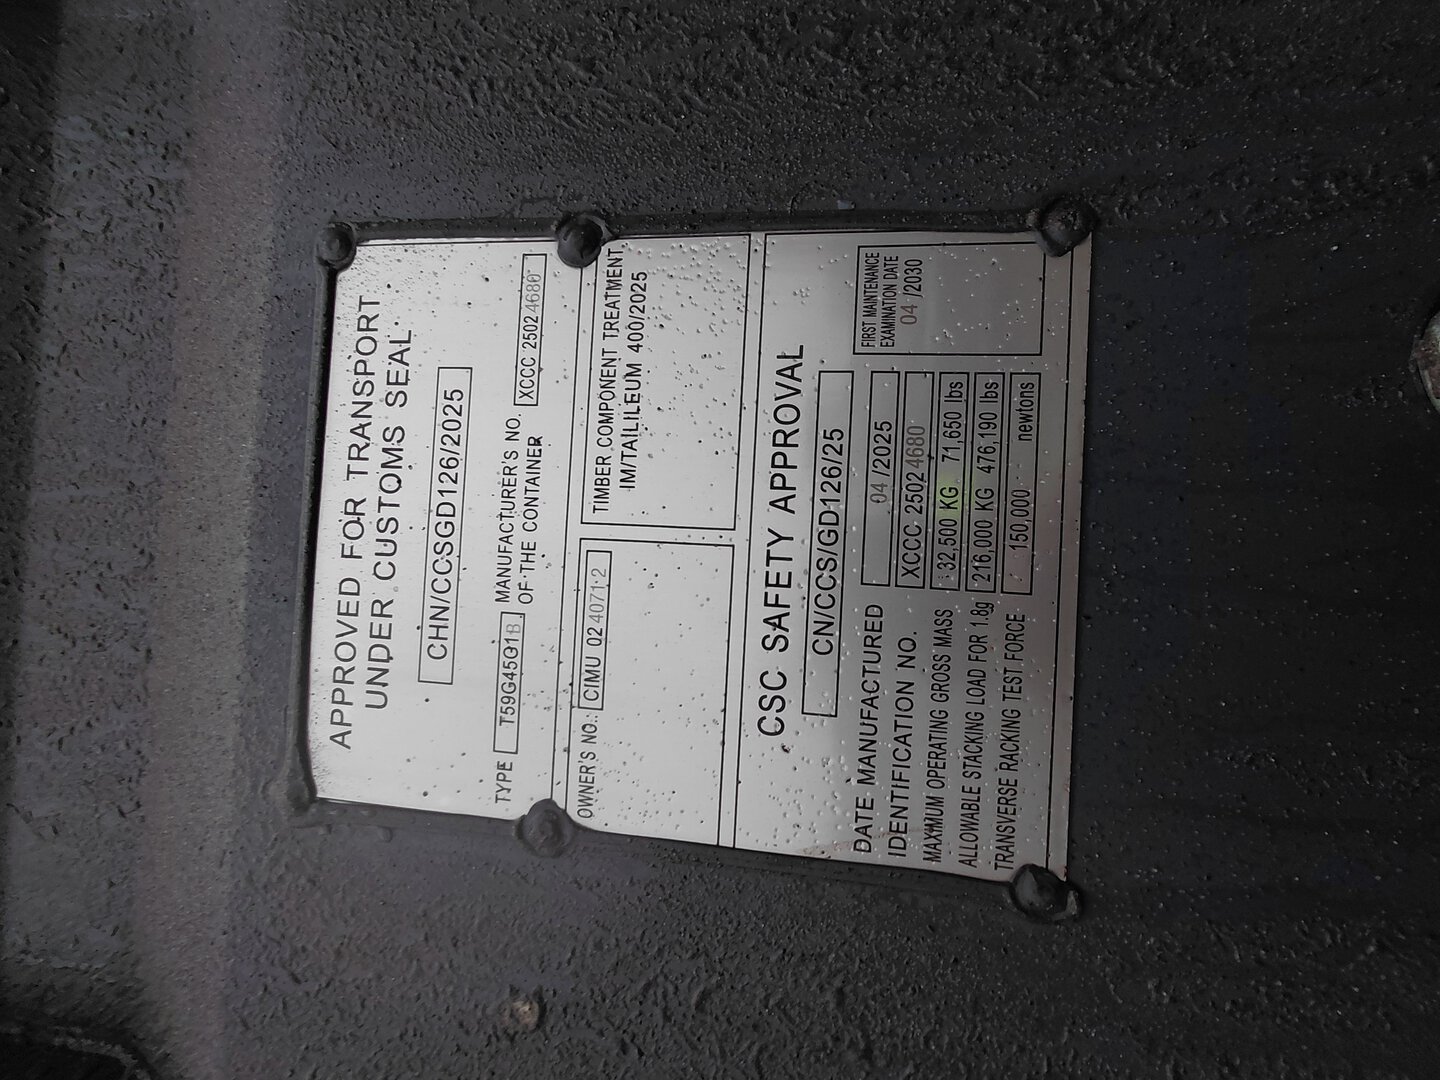 APPROVED FOR TRANSPORT
UNDER CUSTOMS SEAL
CHN/CCSGD126/2025
TYPE T59G45G1B MANUFACTURER'S NO. OF THE CONTAINER XCCC 2502 4680
OWNER'S NO.: CIMU 02 4071 2
TIMBER COMPONENT TREATMENT
IM/TAILILEUM 400/2025
CSC SAFETY APPROVAL
CN/CCS/GD126/25
DATE MANUFACTURED 04/2025
IDENTIFICATION NO. XCCC 2502 4680
MAXIMUM OPERATING GROSS MASS 32,500 KG 71,650 lbs
ALLOWABLE STACKING LOAD FOR 1.8g 216,000 KG 476,190 lbs
TRANSVERSE RACKING TEST FORCE 150,000 newtons
FIRST MAINTENANCE
EXAMINATION DATE
04 /2030